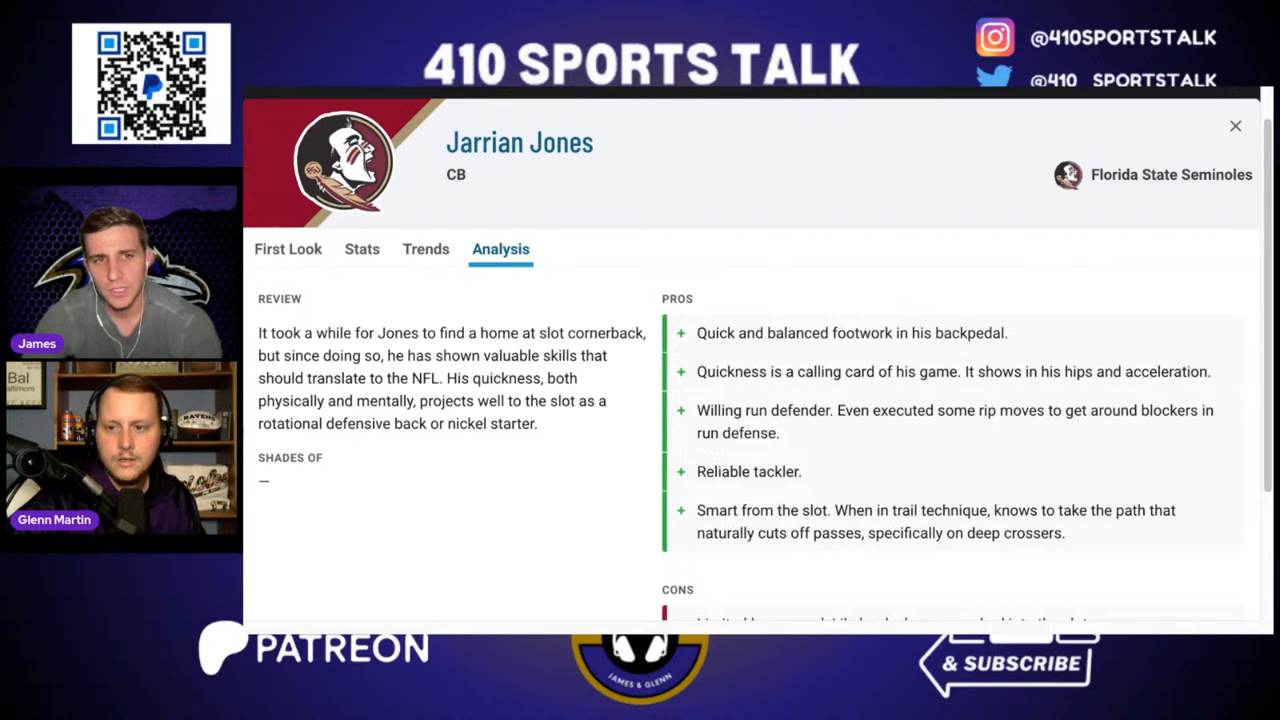 410 SPORTS TALK
@410SPORTSTALK
@410_SPORTSTALK
Jarrian Jones
CB
Florida State Seminoles
First Look
Stats
Trends
Analysis
REVIEW
It took a while for Jones to find a home at slot cornerback,
but since doing so, he has shown valuable skills that
should translate to the NFL. His quickness, both
physically and mentally, projects well to the slot as a
rotational defensive back or nickel starter.
SHADES OF
—
PROS
+ Quick and balanced footwork in his backpedal.
+ Quickness is a calling card of his game. It shows in his hips and acceleration.
+ Willing run defender. Even executed some rip moves to get around blockers in
run defense.
+ Reliable tackler.
+ Smart from the slot. When in trail technique, knows to take the path that
naturally cuts off passes, specifically on deep crossers.
CONS
James
Bal
altimore
RAVENS
Glenn Martin
PATREON
JAMES & GLENN
& SUBSCRIBE